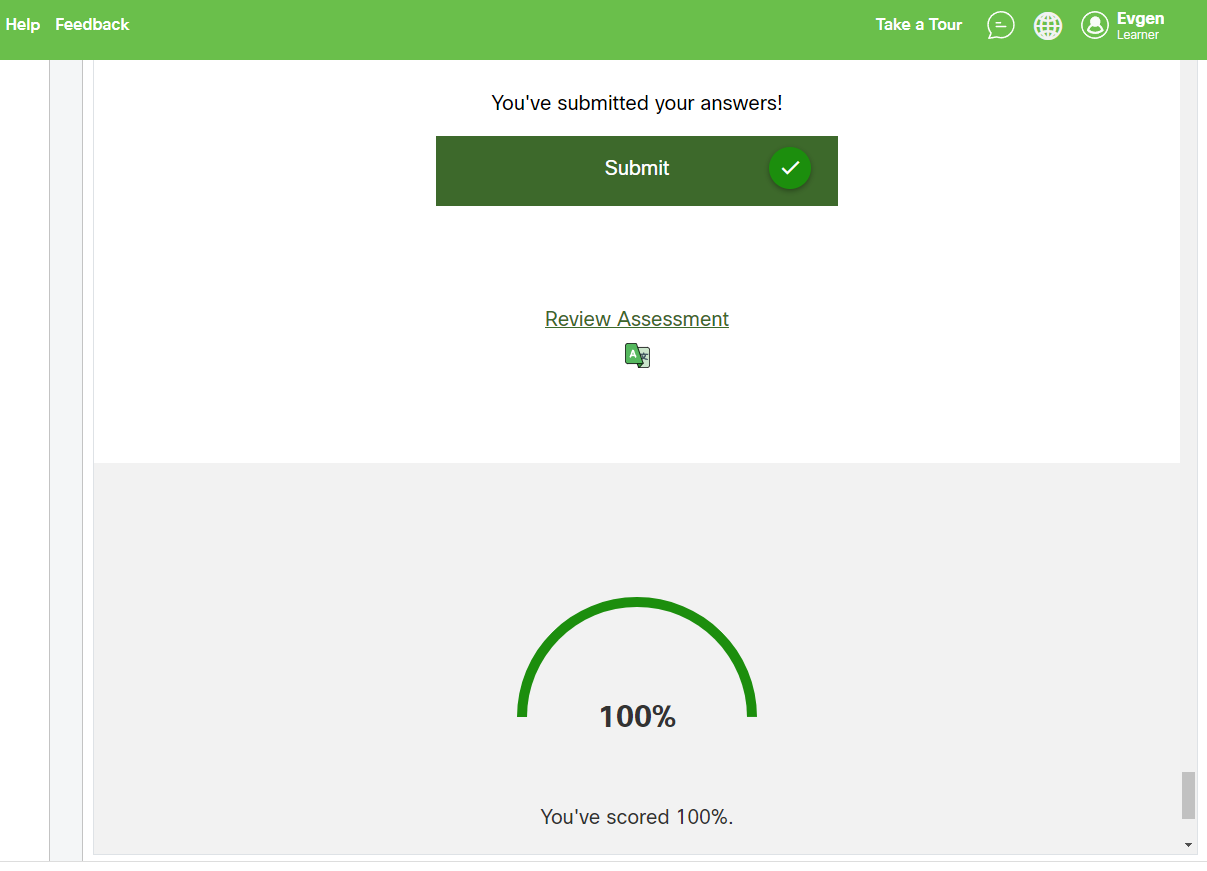 Help Feedback Take a Tour Evgen
Learner
You've submitted your answers!
Submit
Review Assessment
A
100%
You've scored 100%.